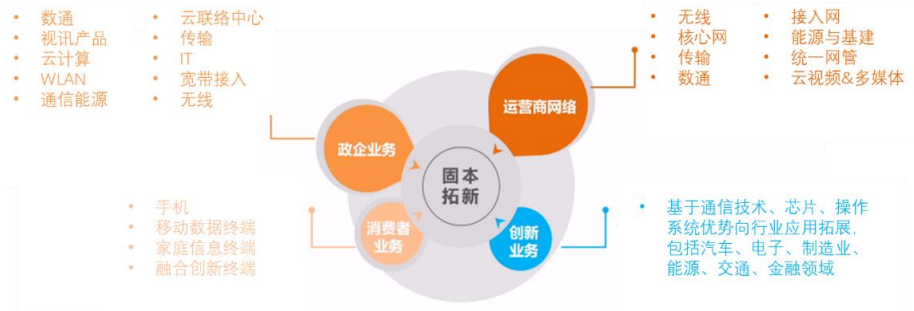 • 数通
• 视讯产品
• 云计算
• WLAN
• 通信能源
• 云联络中心
• 传输
• IT
• 宽带接入
• 无线
• 无线
• 核心网
• 传输
• 数通
• 接入网
• 能源与基建
• 统一网管
• 云视频&多媒体
政企业务
运营商网络
固本
拓新
消费者
业务
创新
业务
• 手机
• 移动数据终端
• 家庭信息终端
• 融合创新终端
• 基于通信技术、芯片、操作
系统优势向行业应用拓展,
包括汽车、电子、制造业、
能源、交通、金融领域